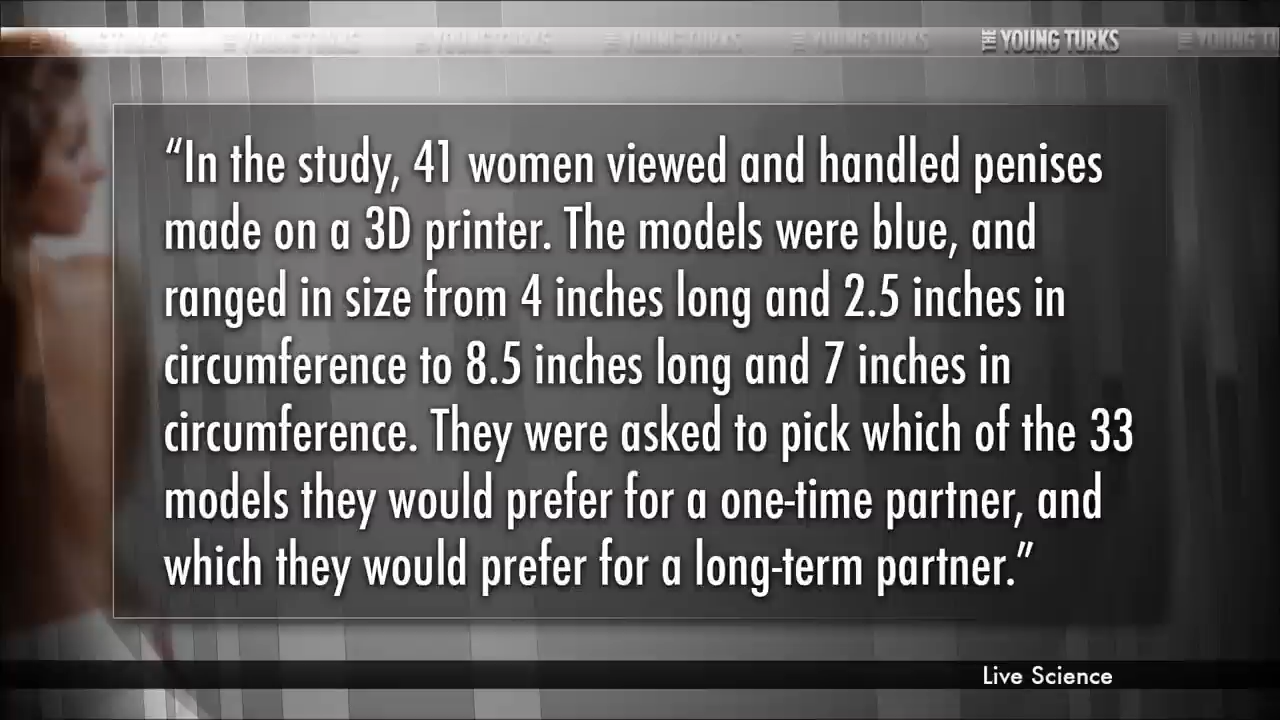 THE YOUNG TURKS
“In the study, 41 women viewed and handled penises
made on a 3D printer. The models were blue, and
ranged in size from 4 inches long and 2.5 inches in
circumference to 8.5 inches long and 7 inches in
circumference. They were asked to pick which of the 33
models they would prefer for a one-time partner, and
which they would prefer for a long-term partner.”
Live Science